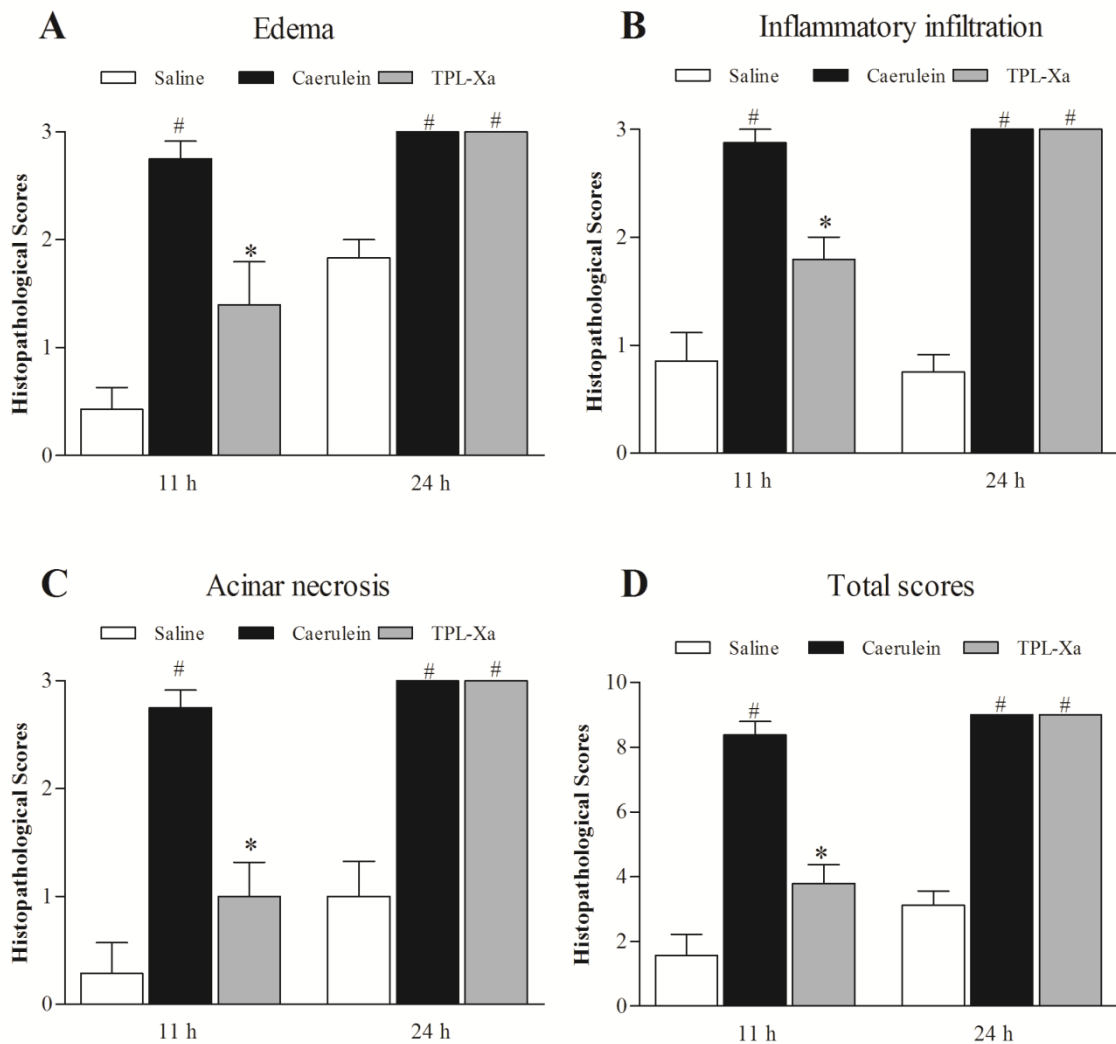 A
Edema
Saline Caerulein TPL-Xa
Histopathological Scores
3
2
1
0
#
*
# #
11 h 24 h
B
Inflammatory infiltration
Saline Caerulein TPL-Xa
Histopathological Scores
3
2
1
0
#
*
# #
11 h 24 h
C
Acinar necrosis
Saline Caerulein TPL-Xa
Histopathological Scores
3
2
1
0
#
*
# #
11 h 24 h
D
Total scores
Saline Caerulein TPL-Xa
Histopathological Scores
10
8
6
4
2
0
#
*
# #
11 h 24 h